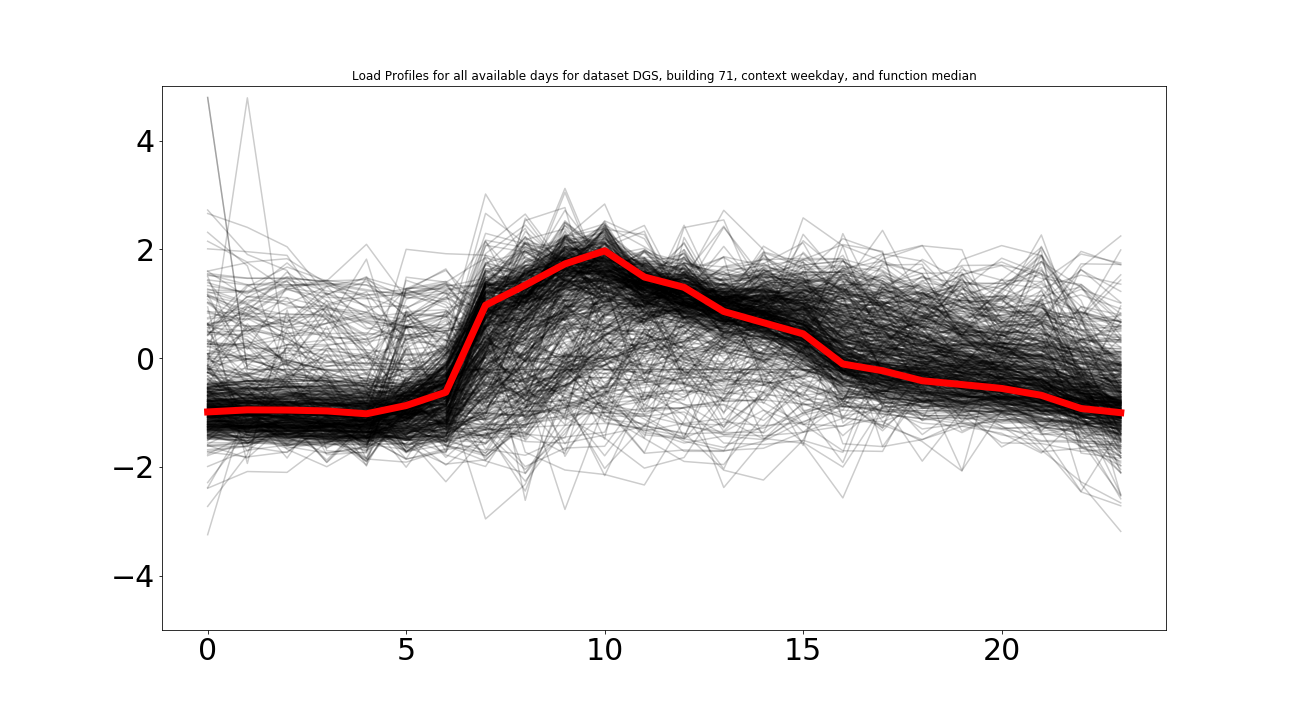 Load Profiles for all available days for dataset DGS, building 71, context weekday, and function median
4
2
0
−2
−4
0 5 10 15 20